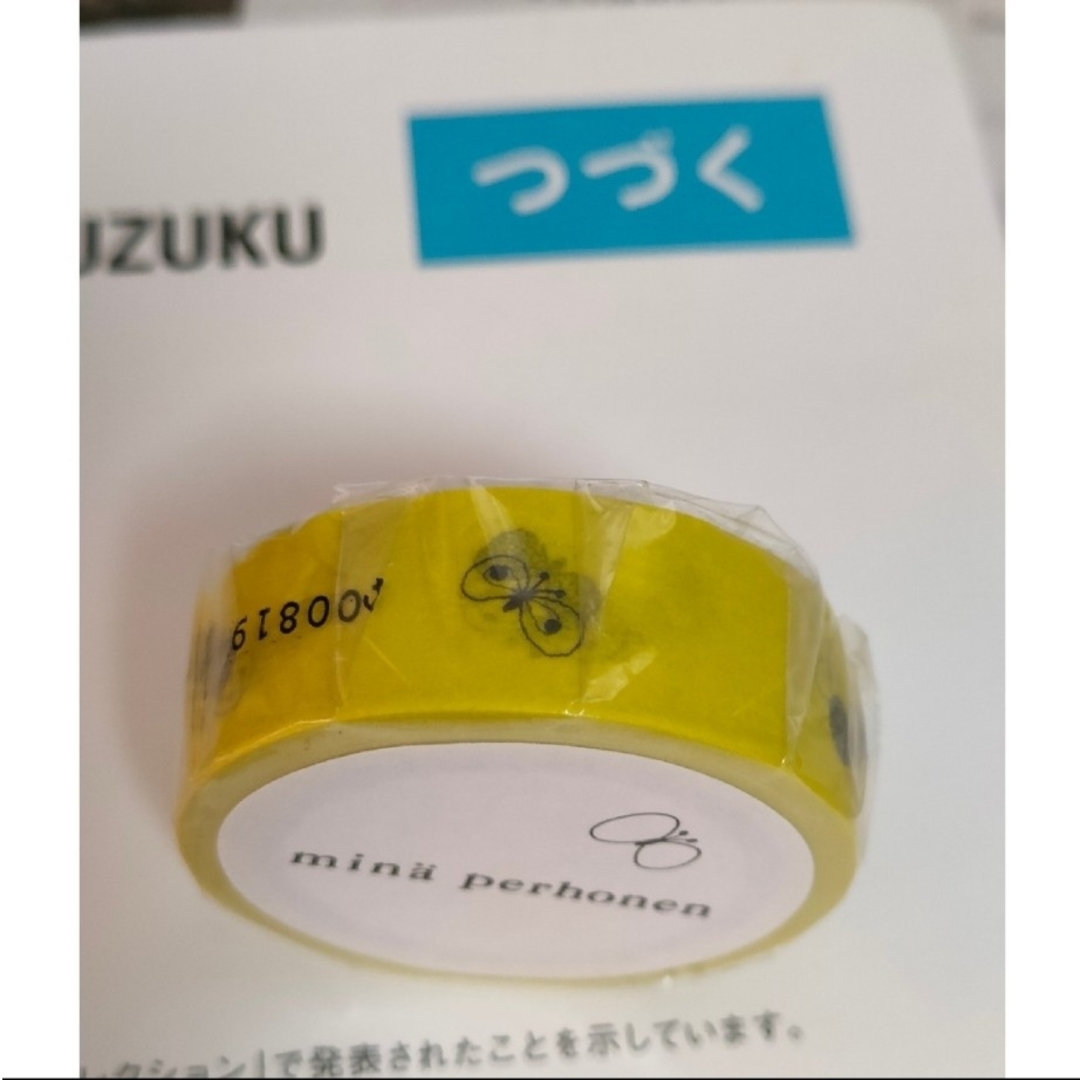 つづく
UZUKU
minä perhonen
レクション」で発表されたことを示しています。